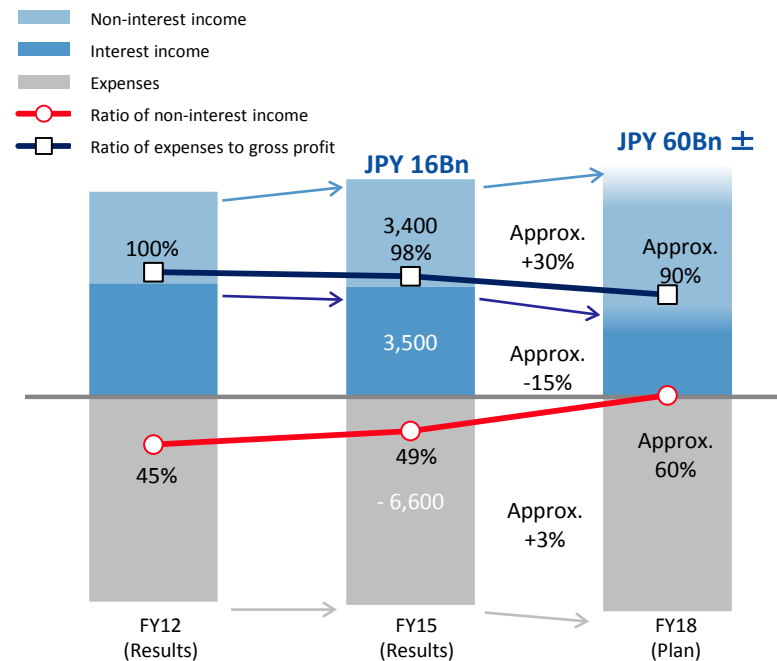 Non-interest income
Interest income
Expenses
Ratio of non-interest income
Ratio of expenses to gross profit
JPY 16Bn
JPY 60Bn ±
100%
3,400
98%
Approx.
+30%
Approx.
90%
3,500
Approx.
-15%
45%
49%
Approx.
60%
- 6,600
Approx.
+3%
FY12
(Results)
FY15
(Results)
FY18
(Plan)